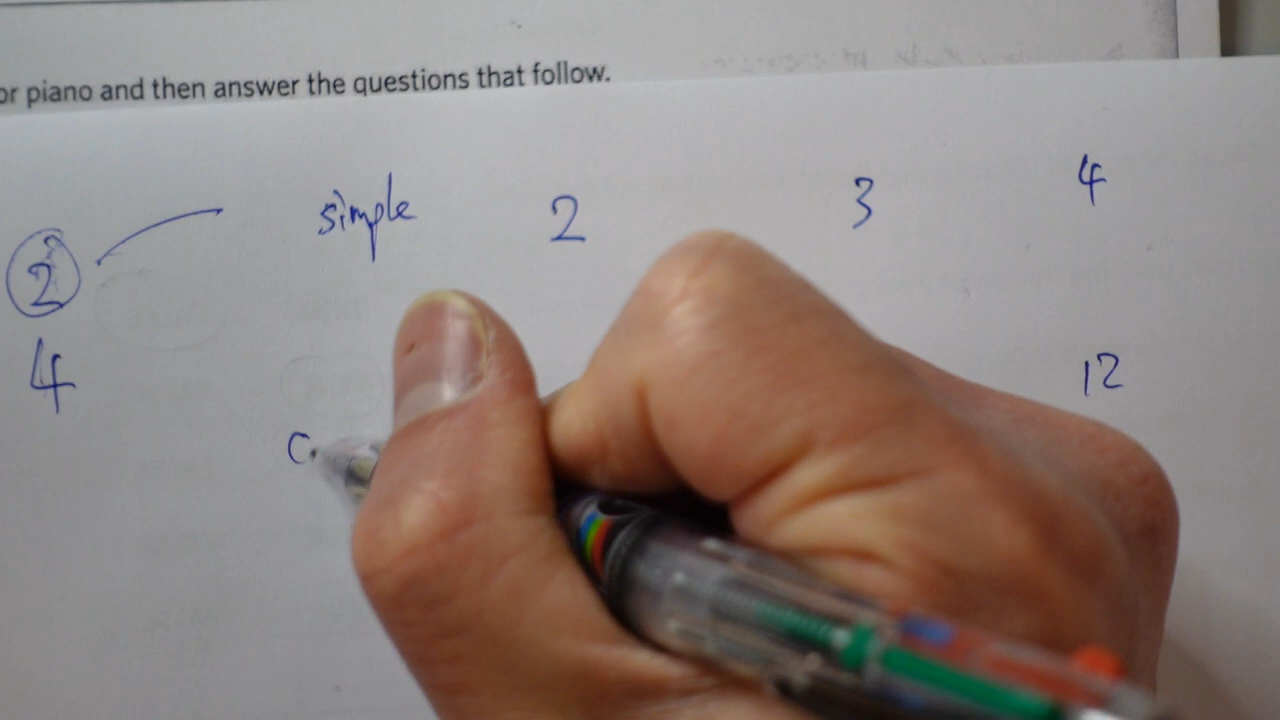 or piano and then answer the questions that follow.
simple 2 3 4
2
4 12
c